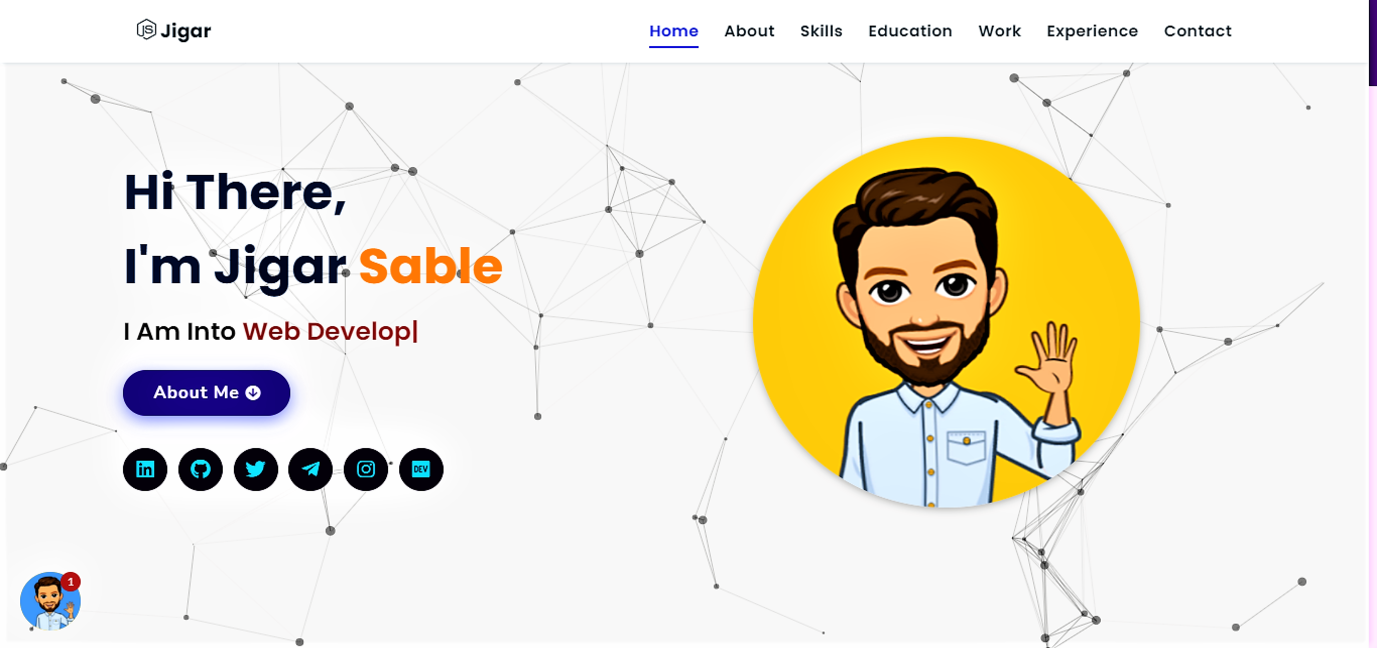 JS Jigar
Home About Skills Education Work Experience Contact
Hi There,
I'm Jigar Sable
I Am Into Web Develop|
About Me
in
DEV
1